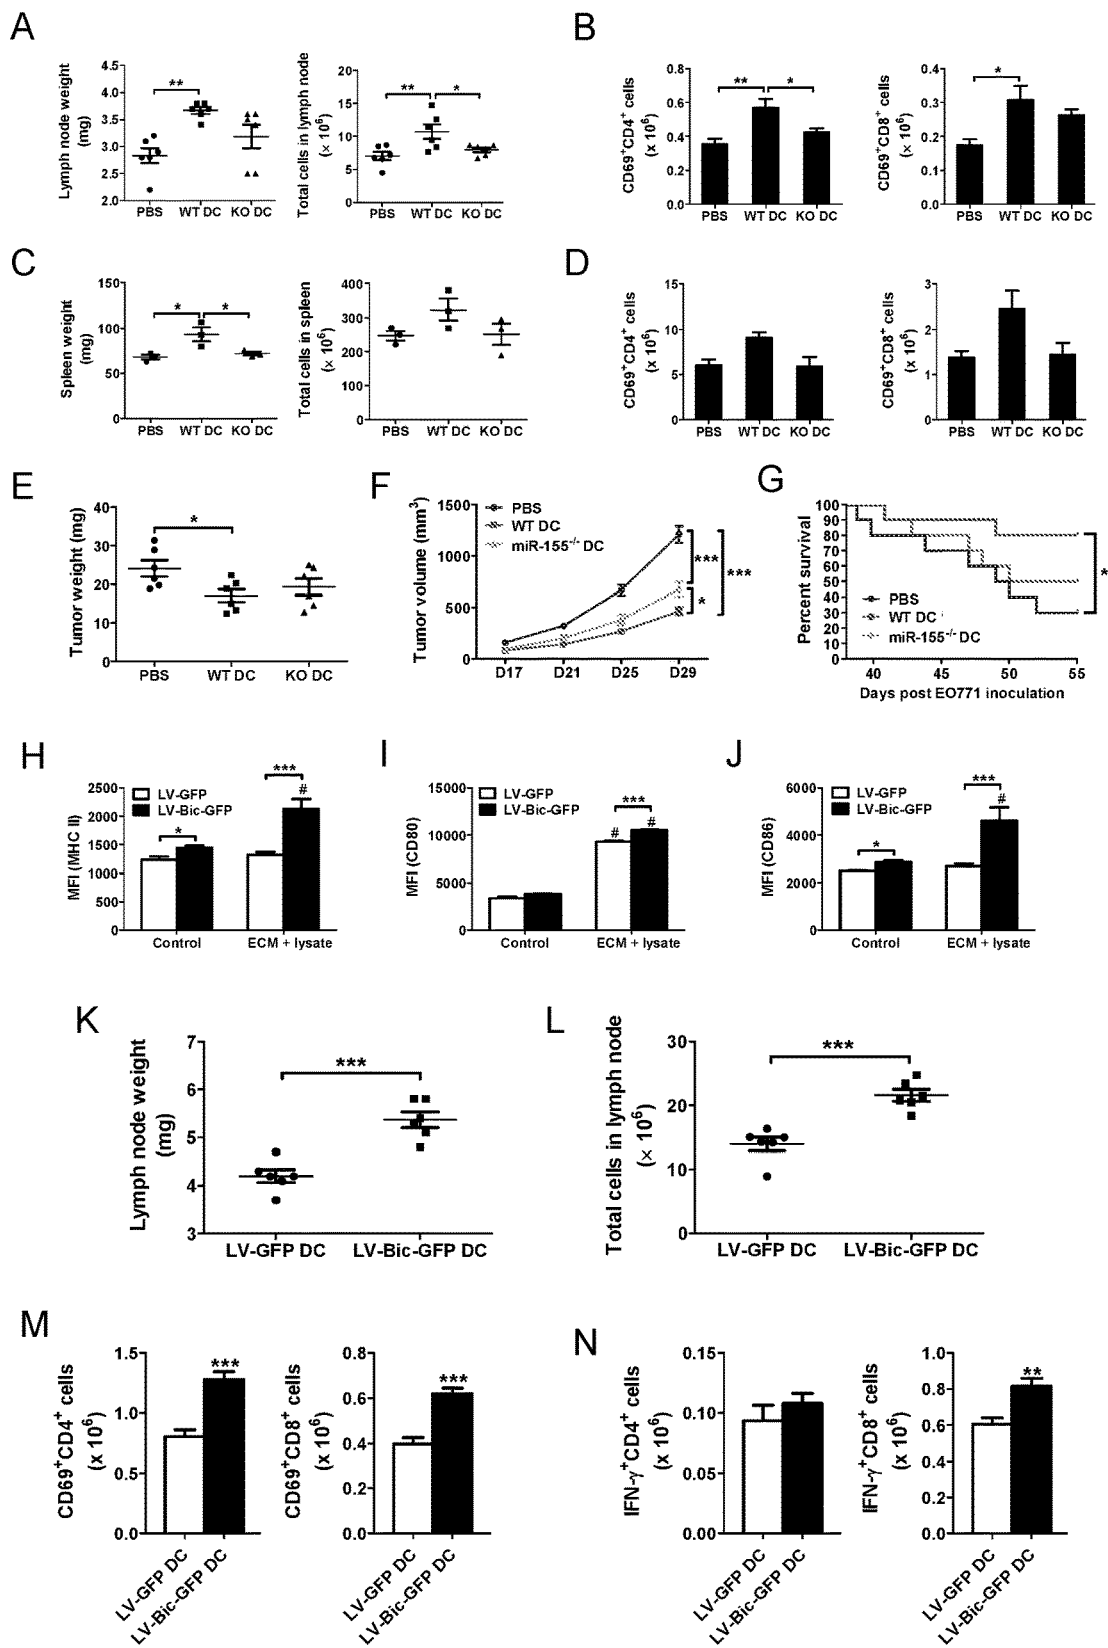 A
Lymph node weight
(mg)
4.5
4.0
3.5
3.0
2.5
2.0
**
PBS
WT DC
KO DC
Total cells in lymph node
(× 10⁶)
20
15
10
5
0
**
*
PBS
WT DC
KO DC
B
CD69⁺CD4⁺ cells
(x 10⁶)
0.8
0.6
0.4
0.2
0.0
**
*
PBS
WT DC
KO DC
CD69⁺CD8⁺ cells
(x 10⁶)
0.4
0.3
0.2
0.1
0.0
*
PBS
WT DC
KO DC
C
Spleen weight
(mg)
150
100
50
0
*
*
PBS
WT DC
KO DC
Total cells in spleen
(× 10⁶)
400
300
200
100
0
PBS
WT DC
KO DC
D
CD69⁺CD4⁺ cells
(x 10⁶)
15
10
5
0
PBS
WT DC
KO DC
CD69⁺CD8⁺ cells
(x 10⁶)
3
2
1
0
PBS
WT DC
KO DC
E
Tumor weight (mg)
40
30
20
10
0
*
PBS
WT DC
KO DC
F
Tumor volume (mm³)
1500
1000
500
0
PBS
WT DC
miR-155⁻/⁻ DC
***
*
***
D17
D21
D25
D29
G
Percent survival
100
90
80
70
60
50
40
30
20
10
0
PBS
WT DC
miR-155⁻/⁻ DC
*
40
45
50
55
Days post EO771 inoculation
H
MFI (MHC II)
2500
2000
1500
1000
500
0
LV-GFP
LV-Bic-GFP
*
***
#
Control
ECM + lysate
I
MFI (CD80)
15000
10000
5000
0
LV-GFP
LV-Bic-GFP
***
#
#
Control
ECM + lysate
J
MFI (CD86)
6000
4000
2000
0
LV-GFP
LV-Bic-GFP
*
***
#
Control
ECM + lysate
K
Lymph node weight
(mg)
7
6
5
4
3
***
LV-GFP DC
LV-Bic-GFP DC
L
Total cells in lymph node
(× 10⁶)
30
20
10
0
***
LV-GFP DC
LV-Bic-GFP DC
M
CD69⁺CD4⁺ cells
(x 10⁶)
1.5
1.0
0.5
0.0
***
LV-GFP DC
LV-Bic-GFP DC
CD69⁺CD8⁺ cells
(x 10⁶)
0.8
0.6
0.4
0.2
0.0
***
LV-GFP DC
LV-Bic-GFP DC
N
IFN-γ⁺CD4⁺ cells
(x 10⁶)
0.15
0.10
0.05
0.00
LV-GFP DC
LV-Bic-GFP DC
IFN-γ⁺CD8⁺ cells
(x 10⁶)
1.0
0.8
0.6
0.4
0.2
0.0
**
LV-GFP DC
LV-Bic-GFP DC